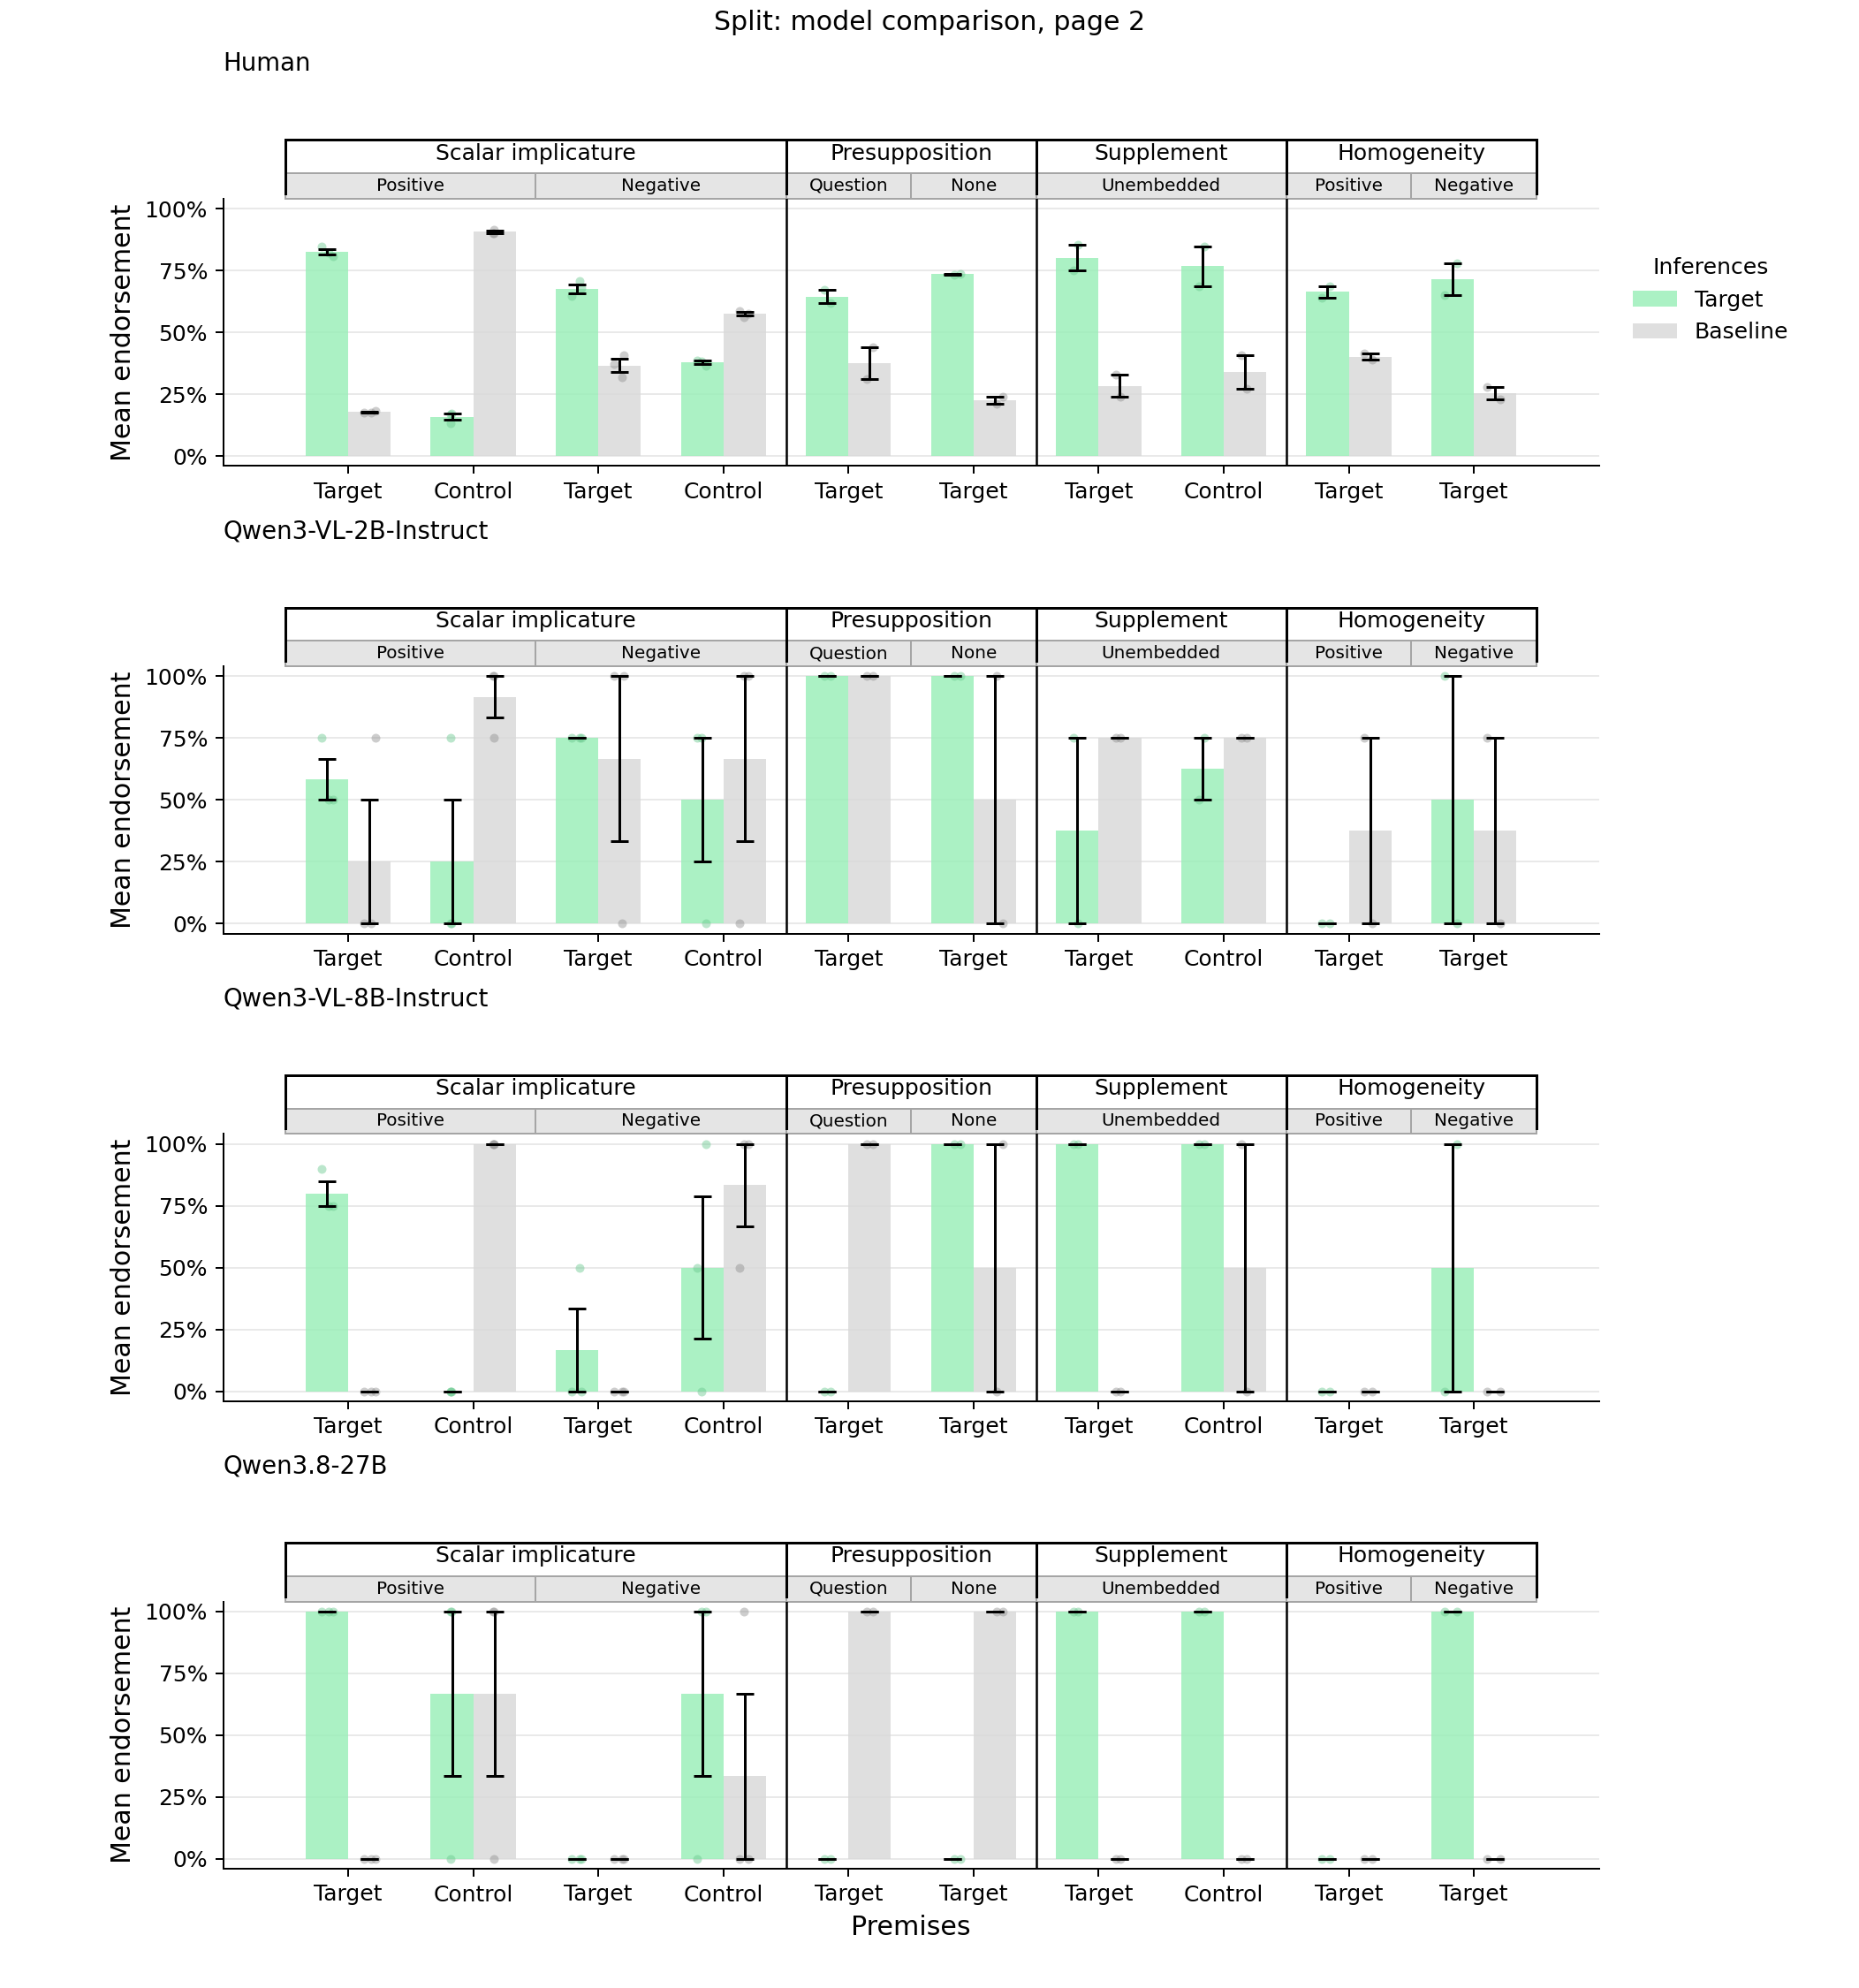 Split: model comparison, page 2
Human
Scalar implicature Presupposition Supplement Homogeneity
Positive Negative Question None Unembedded Positive Negative
Mean endorsement
100%
75%
50%
25%
0%
Target Control Target Control Target Target Target Control Target Target
Inferences
Target
Baseline
Qwen3-VL-2B-Instruct
Scalar implicature Presupposition Supplement Homogeneity
Positive Negative Question None Unembedded Positive Negative
Mean endorsement
100%
75%
50%
25%
0%
Target Control Target Control Target Target Target Control Target Target
Qwen3-VL-8B-Instruct
Scalar implicature Presupposition Supplement Homogeneity
Positive Negative Question None Unembedded Positive Negative
Mean endorsement
100%
75%
50%
25%
0%
Target Control Target Control Target Target Target Control Target Target
Qwen3.8-27B
Scalar implicature Presupposition Supplement Homogeneity
Positive Negative Question None Unembedded Positive Negative
Mean endorsement
100%
75%
50%
25%
0%
Target Control Target Control Target Target Target Control Target Target
Premises